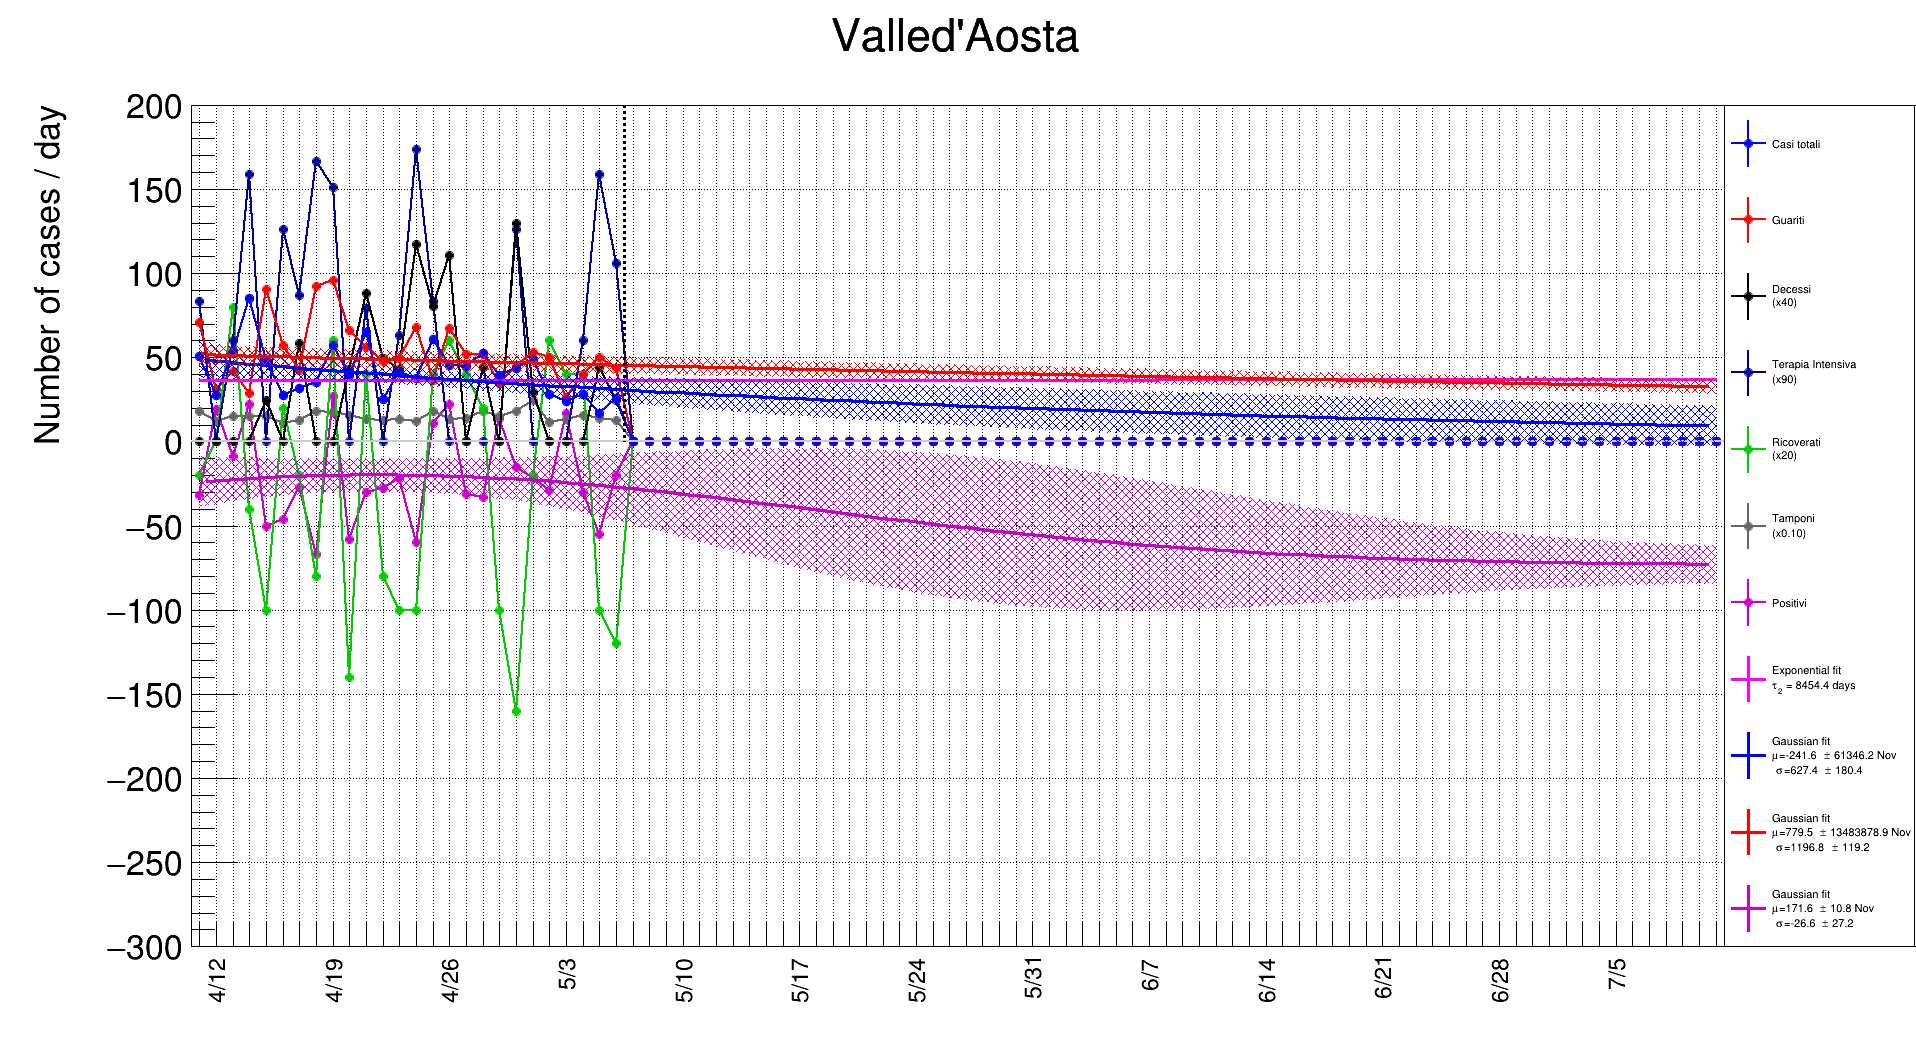 Valled'Aosta
Number of cases / day
200
150
100
50
0
−50
−100
−150
−200
−250
−300
4/12
4/19
4/26
5/3
5/10
5/17
5/24
5/31
6/7
6/14
6/21
6/28
7/5
Casi totali
Guariti
Decessi
(x40)
Terapia Intensiva
(x90)
Ricoverati
(x20)
Tamponi
(x0.10)
Positivi
Exponential fit
τ2 = 8454.4 days
Gaussian fit
μ=-241.6 ± 61346.2 Nov
σ=627.4 ± 180.4
Gaussian fit
μ=779.5 ± 13483878.9 Nov
σ=1196.8 ± 119.2
Gaussian fit
μ=171.6 ± 10.8 Nov
σ=-26.6 ± 27.2